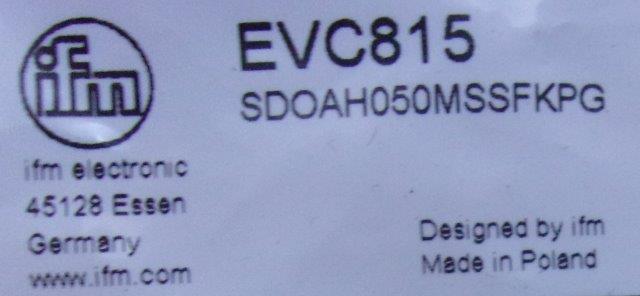 ifm
EVC815
SDOAH050MSSFKPG
ifm electronic
45128 Essen
Germany
www.ifm.com
Designed by ifm
Made in Poland